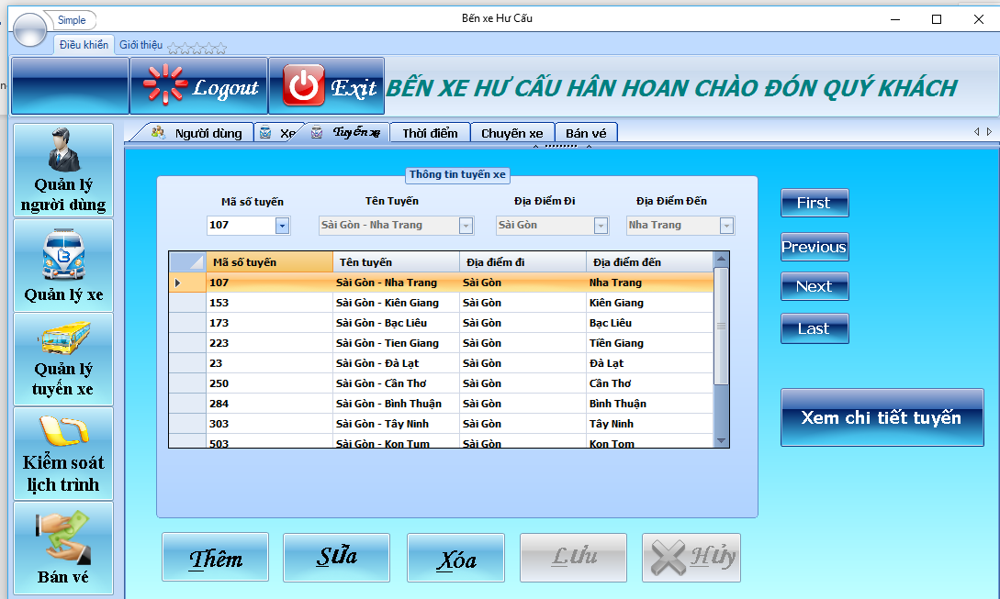 Bến xe Hư Cấu
Simple
Điều khiển Giới thiệu
Logout Exit BẾN XE HƯ CẤU HÂN HOAN CHÀO ĐÓN QUÝ KHÁCH
Người dùng Xe Tuyến xe Thời điểm Chuyến xe Bán vé
Quản lý
người dùng
Quản lý xe
Quản lý
tuyến xe
Kiểm soát
lịch trình
Bán vé
Thông tin tuyến xe
Mã số tuyến Tên Tuyến Địa Điểm Đi Địa Điểm Đến
107 Sài Gòn - Nha Trang Sài Gòn Nha Trang
Mã số tuyến Tên tuyến Địa điểm đi Địa điểm đến
107 Sài Gòn - Nha Trang Sài Gòn Nha Trang
153 Sài Gòn - Kiên Giang Sài Gòn Kiên Giang
173 Sài Gòn - Bạc Liêu Sài Gòn Bạc Liêu
223 Sài Gòn - Tien Giang Sài Gòn Tiền Giang
23 Sài Gòn - Đà Lạt Sài Gòn Đà Lạt
250 Sài Gòn - Cần Thơ Sài Gòn Cần Thơ
284 Sài Gòn - Bình Thuận Sài Gòn Bình Thuận
303 Sài Gòn - Tây Ninh Sài Gòn Tây Ninh
503 Sài Gòn - Kon Tum Sài Gòn Kon Tom
First
Previous
Next
Last
Xem chi tiết tuyến
Thêm Sửa Xóa Lưu Hủy